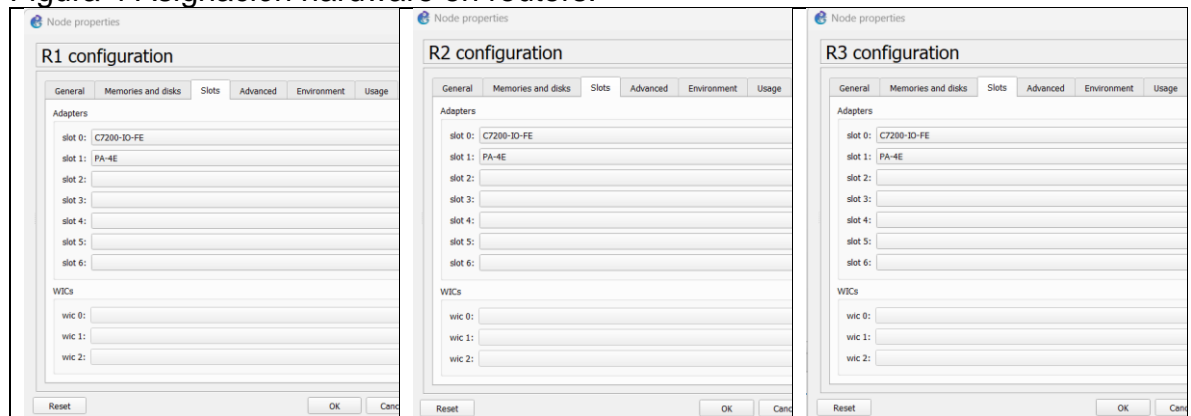 Node properties
R1 configuration
General Memories and disks Slots Advanced Environment Usage
Adapters
slot 0: C7200-IO-FE
slot 1: PA-4E
slot 2:
slot 3:
slot 4:
slot 5:
slot 6:
WICs
wic 0:
wic 1:
wic 2:
Reset OK
Node properties
R2 configuration
General Memories and disks Slots Advanced Environment Usage
Adapters
slot 0: C7200-IO-FE
slot 1: PA-4E
slot 2:
slot 3:
slot 4:
slot 5:
slot 6:
WICs
wic 0:
wic 1:
wic 2:
Reset OK
Node properties
R3 configuration
General Memories and disks Slots Advanced Environment Usage
Adapters
slot 0: C7200-IO-FE
slot 1: PA-4E
slot 2:
slot 3:
slot 4:
slot 5:
slot 6:
WICs
wic 0:
wic 1:
wic 2:
Reset OK